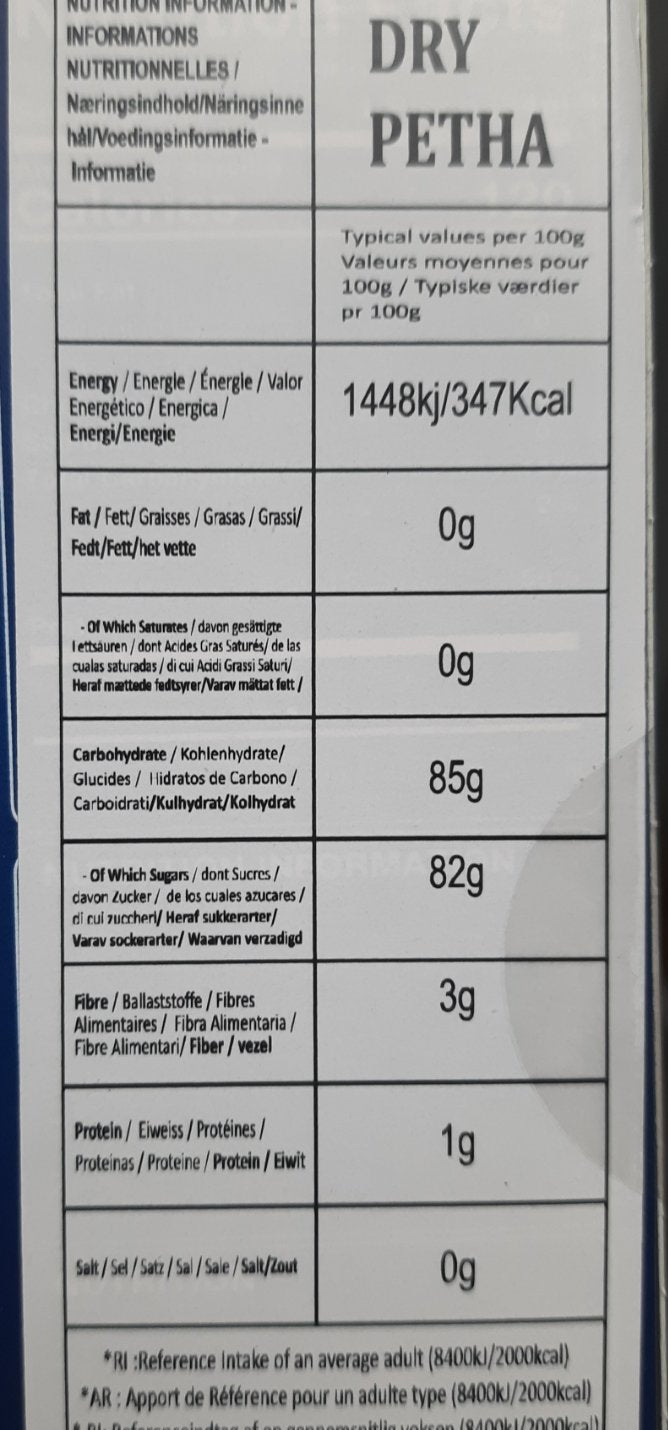 NUTRITION INFORMATION -
INFORMATIONS
NUTRITIONNELLES /
Næringsindhold/Näringsinne
hål/Voedingsinformatie -
Informatie
DRY
PETHA
Typical values per 100g
Valeurs moyennes pour
100g / Typiske værdier
pr 100g
Energy / Energie / Énergle / Valor
Energético / Energica /
Energi/Energie
1448kj/347Kcal
Fat / Fett/ Graisses / Grasas / Grassi/
Fedt/Fett/het vette
0g
- Of Which Saturates / davon gesättigte
Fettsäuren / dont Acides Gras Saturés/ de las
cualas saturadas / di cui Acidi Grassi Saturi/
Heraf mættede fedtsyrer/Varav mättat fett /
0g
Carbohydrate / Kohlenhydrate/
Glucides / Hidratos de Carbono /
Carboidrati/Kulhydrat/Kolhydrat
85g
- Of Which Sugars / dont Sucres /
davon Zucker / de los cuales azucares /
di cui zuccheri/ Heraf sukkerarter/
Varav sockerarter/ Waarvan verzadigd
82g
Fibre / Ballaststoffe / Fibres
Alimentaires / Fibra Alimentaria /
Fibre Alimentari/ Fiber / vezel
3g
Protein / Eiweiss / Protéines /
Proteinas / Proteine / Protein / Eiwit
1g
Salt / Sel / Satz / Sal / Sale / Salt/Zout
0g
*RI :Reference Intake of an average adult (8400kJ/2000kcal)
*AR : Apport de Référence pour un adulte type (8400kJ/2000kcal)
(8400kJ/2000kcal)